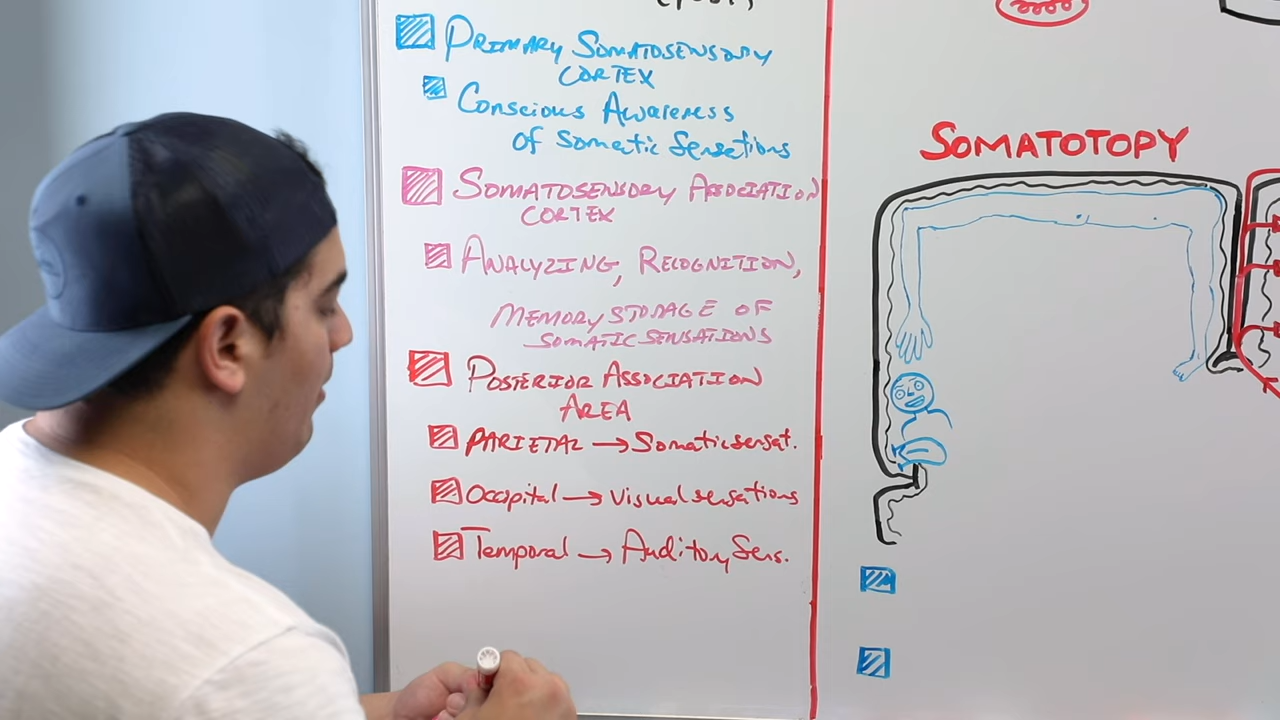 PRIMARY SOMATOSENSORY
CORTEX
CONSCIOUS AWARENESS
OF SOMATIC SENSATIONS
SOMATOSENSORY ASSOCIATION
CORTEX
ANALYZING, RECOGNITION,
MEMORY STORAGE OF
SOMATIC SENSATIONS
POSTERIOR ASSOCIATION
AREA
PARIETAL → Somatic sensat.
Occipital → Visual sensations
Temporal → Auditory Sens.
SOMATOTOPY